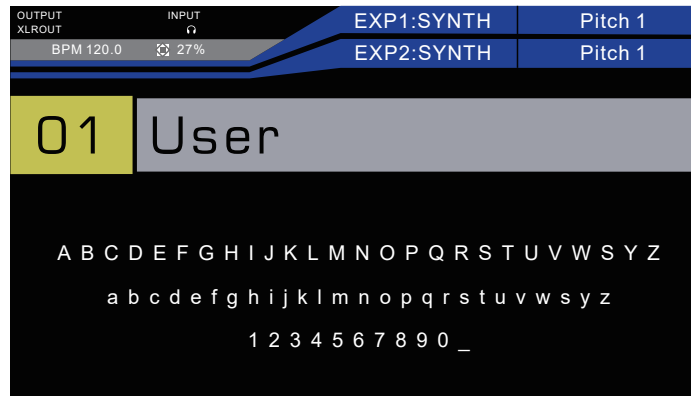 OUTPUT INPUT
XLROUT
EXP1:SYNTH Pitch 1
BPM 120.0 27%
EXP2:SYNTH Pitch 1
01 User
A B C D E F G H I J K L M N O P Q R S T U V W S Y Z
a b c d e f g h i j k l m n o p q r s t u v w s y z
1 2 3 4 5 6 7 8 9 0 _